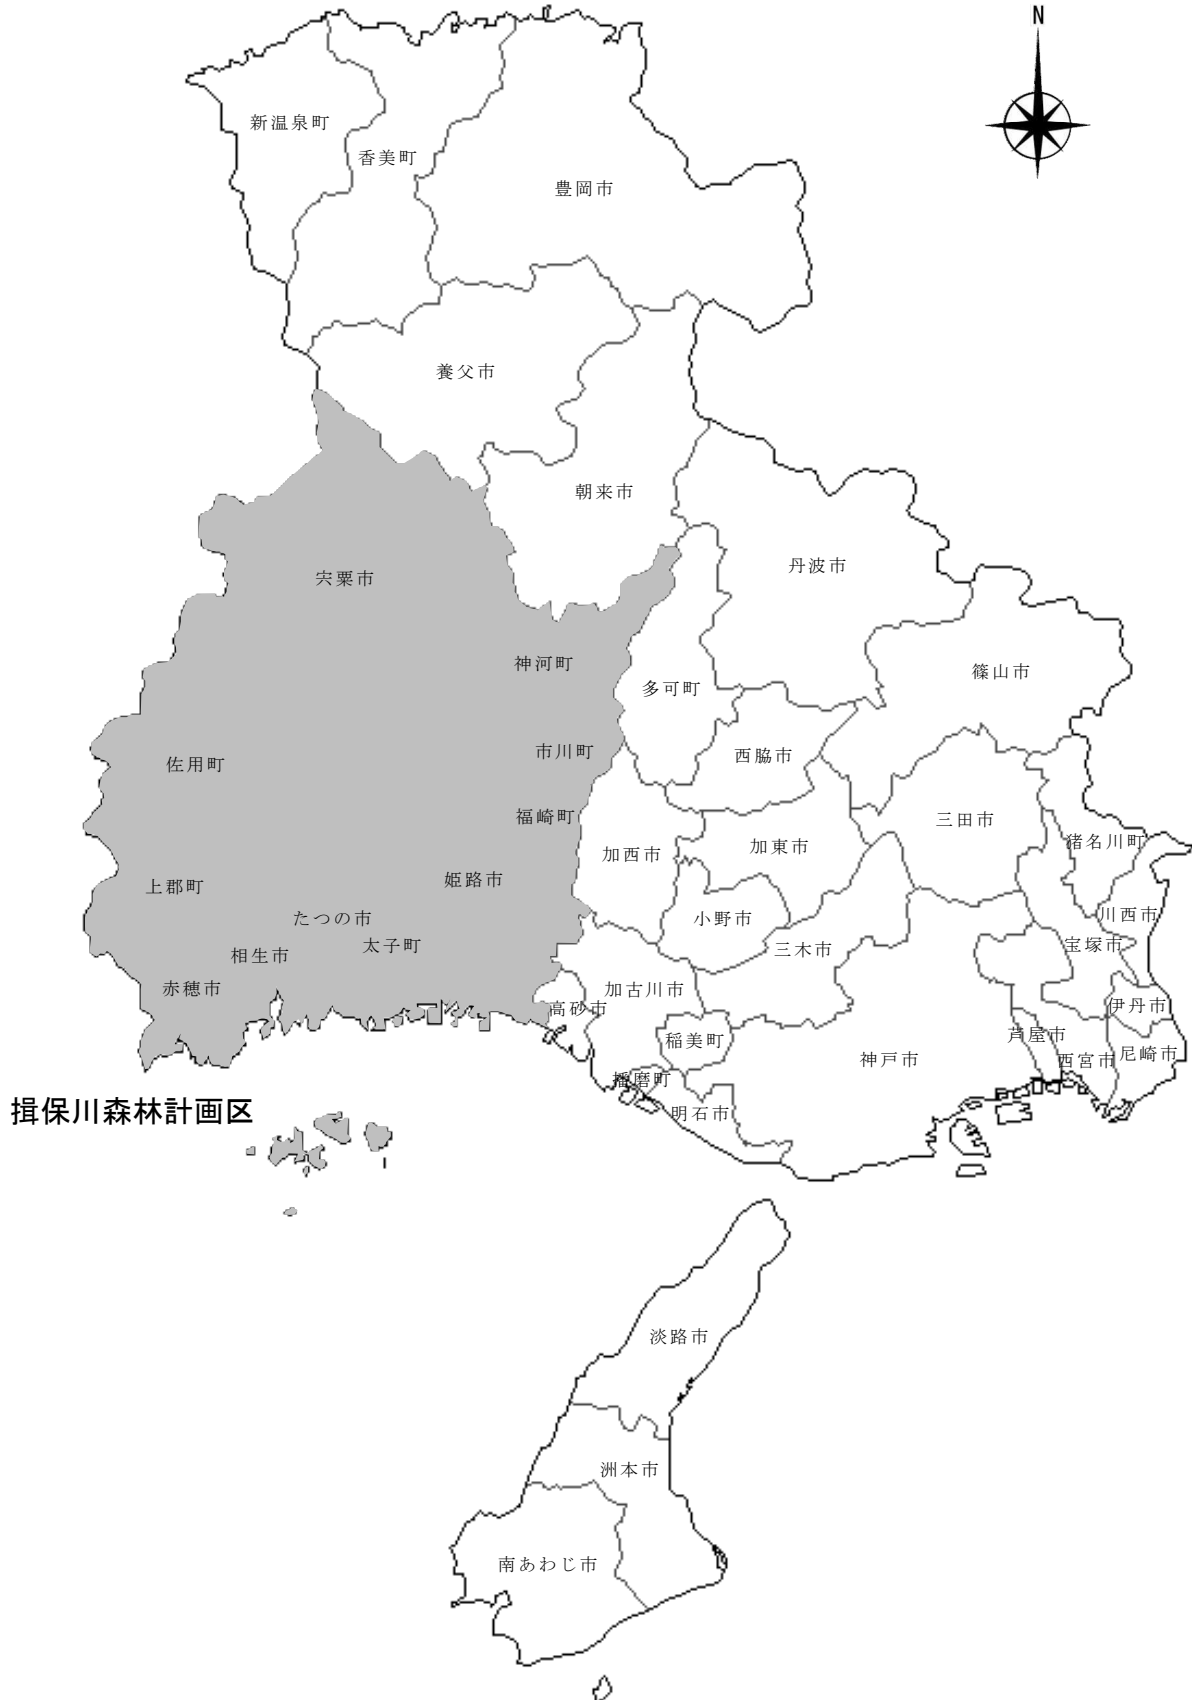 N
新温泉町
香美町
豊岡市
養父市
朝来市
丹波市
宍粟市
神河町
篠山市
多可町
市川町
西脇市
佐用町
福崎町
三田市
猪名川町
加西市
加東市
姫路市
上郡町
たつの市
小野市
川西市
太子町
三木市
宝塚市
相生市
赤穂市
加古川市
高砂市
伊丹市
稲美町
神戸市
芦屋市
西宮市
尼崎市
播磨町
明石市
揖保川森林計画区
淡路市
洲本市
南あわじ市